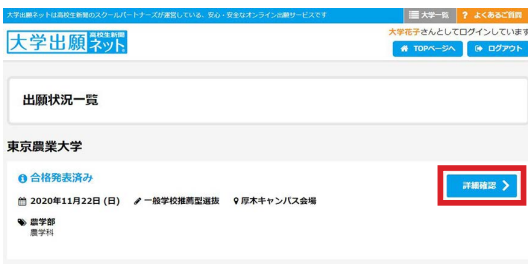 大学出願ネットは高校生新聞のスクールパートナーズが運営している、安心・安全なオンライン出願サービスです
大学一覧 ? よくあるご質問
大学出願 高校生新聞 ネット
大学花子さんとしてログインしています
TOPページへ ログアウト
出願状況一覧
東京農業大学
合格発表済み
詳細確認
2020年11月22日 (日) 一般学校推薦型選抜 厚木キャンパス会場
農学部
農学科